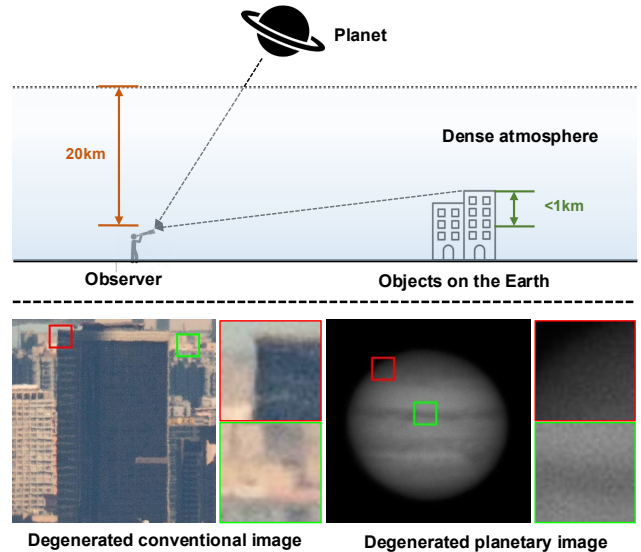 Planet
Dense atmosphere
20km
<1km
Observer
Objects on the Earth
Degenerated conventional image
Degenerated planetary image